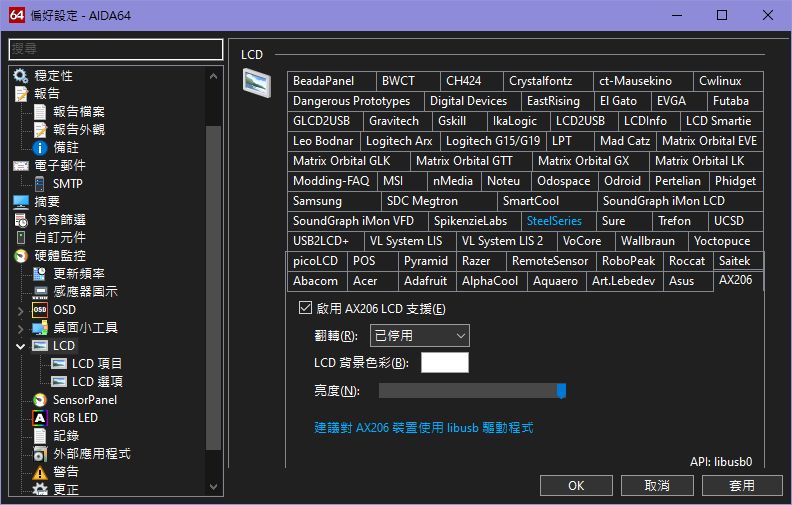 64 偏好設定 - AIDA64
搜尋
穩定性
報告
報告檔案
報告外觀
備註
電子郵件
SMTP
摘要
內容篩選
自訂元件
硬體監控
更新頻率
感應器圖示
OSD OSD
桌面小工具
LCD
LCD 項目
LCD 選項
SensorPanel
RGB LED
記錄
外部應用程式
警告
更正
LCD
BeadaPanel BWCT CH424 Crystalfontz ct-Mausekino Cwlinux
Dangerous Prototypes Digital Devices EastRising El Gato EVGA Futaba
GLCD2USB Gravitech Gskill IkaLogic LCD2USB LCDInfo LCD Smartie
Leo Bodnar Logitech Arx Logitech G15/G19 LPT Mad Catz Matrix Orbital EVE
Matrix Orbital GLK Matrix Orbital GTT Matrix Orbital GX Matrix Orbital LK
Modding-FAQ MSI nMedia Noteu Odospace Odroid Pertelian Phidget
Samsung SDC Megtron SmartCool SoundGraph iMon LCD
SoundGraph iMon VFD SpikenzieLabs SteelSeries Sure Trefon UCSD
USB2LCD+ VL System LIS VL System LIS 2 VoCore Wallbraun Yoctopuce
picoLCD POS Pyramid Razer RemoteSensor RoboPeak Roccat Saitek
Abacom Acer Adafruit AlphaCool Aquaero Art.Lebedev Asus AX206
啟用 AX206 LCD 支援(E)
翻轉(R): 已停用
LCD 背景色彩(B):
亮度(N):
建議對 AX206 裝置使用 libusb 驅動程式
API: libusb0
OK 取消 套用